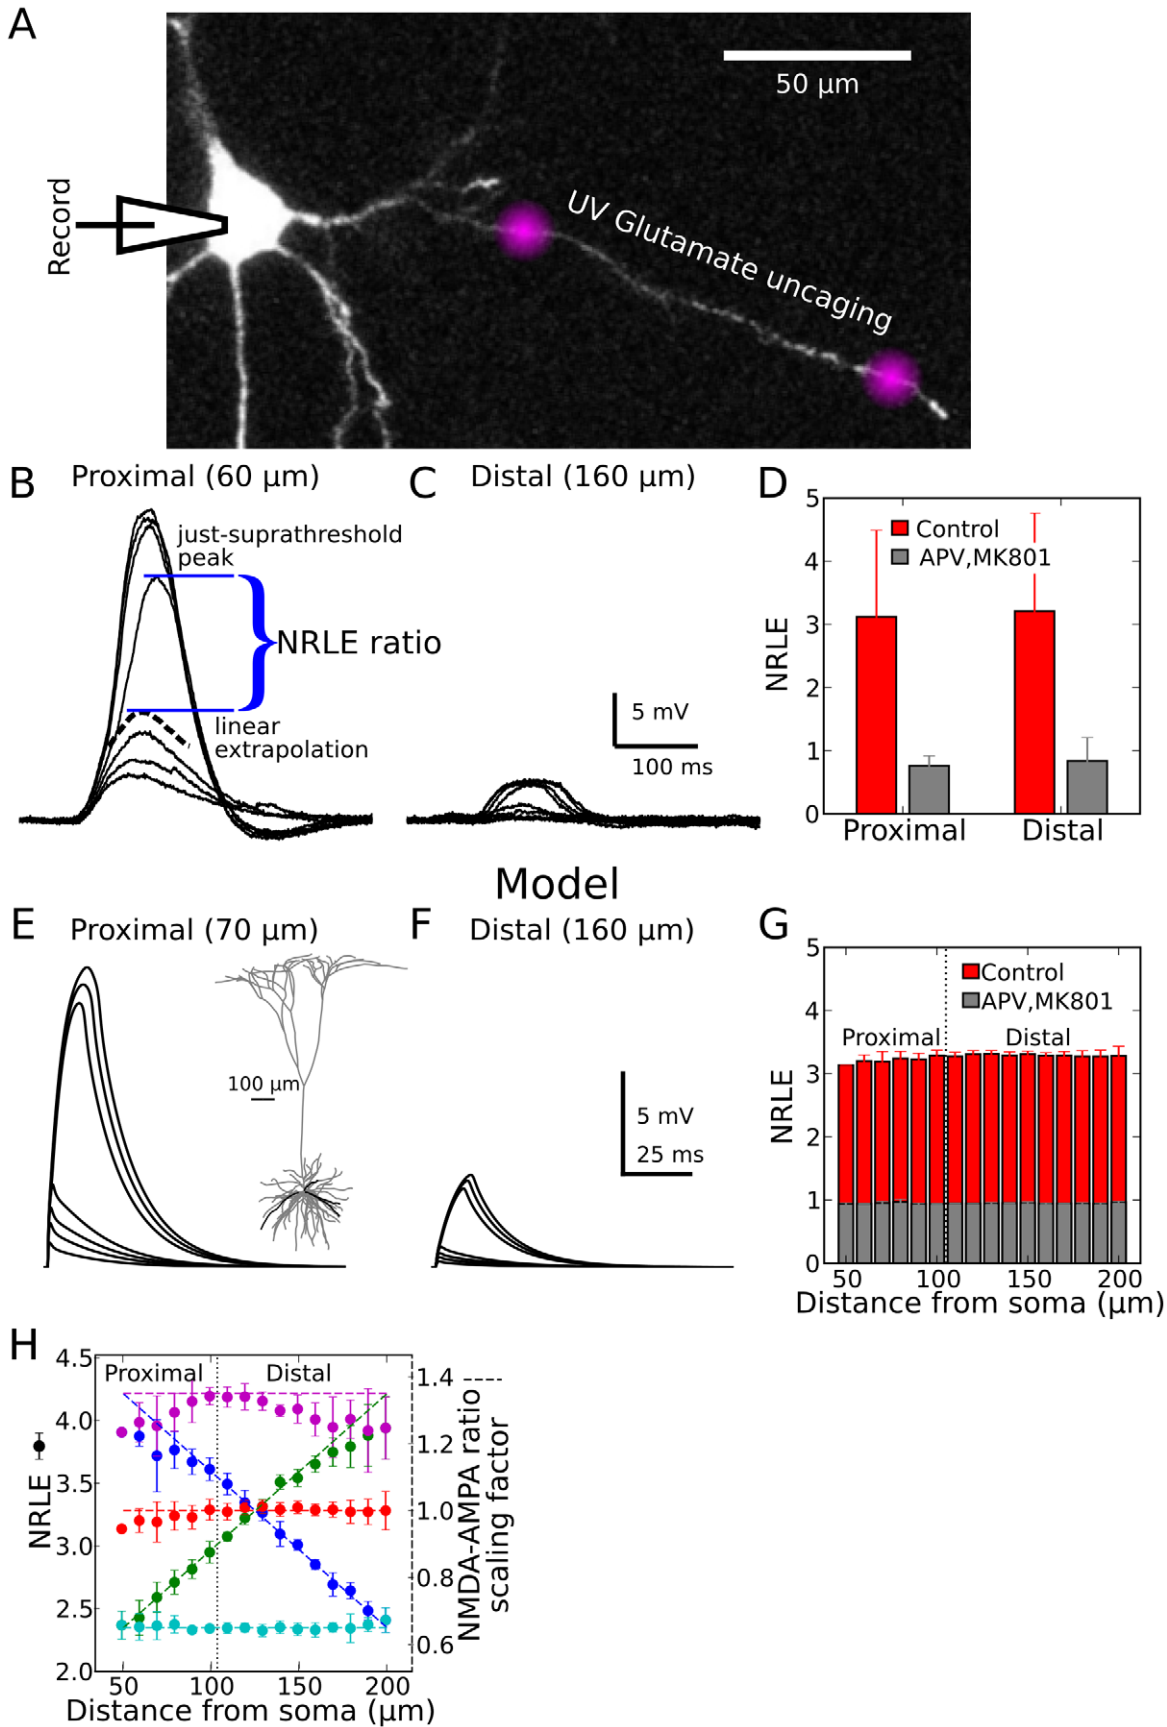 A
50 µm
Record
UV Glutamate uncaging
B
Proximal (60 µm)
just-suprathreshold
peak
NRLE ratio
linear
extrapolation
C
Distal (160 µm)
5 mV
100 ms
D
5
4
3
2
1
0
NRLE
Control
APV,MK801
Proximal
Distal
Model
E
Proximal (70 µm)
100 µm
F
Distal (160 µm)
5 mV
25 ms
G
5
4
3
2
1
0
NRLE
Control
APV,MK801
Proximal
Distal
50
100
150
200
Distance from soma (µm)
H
4.5
4.0
3.5
3.0
2.5
2.0
NRLE
Proximal
Distal
1.4
1.2
1.0
0.8
0.6
NMDA-AMPA ratio
scaling factor
50
100
150
200
Distance from soma (µm)